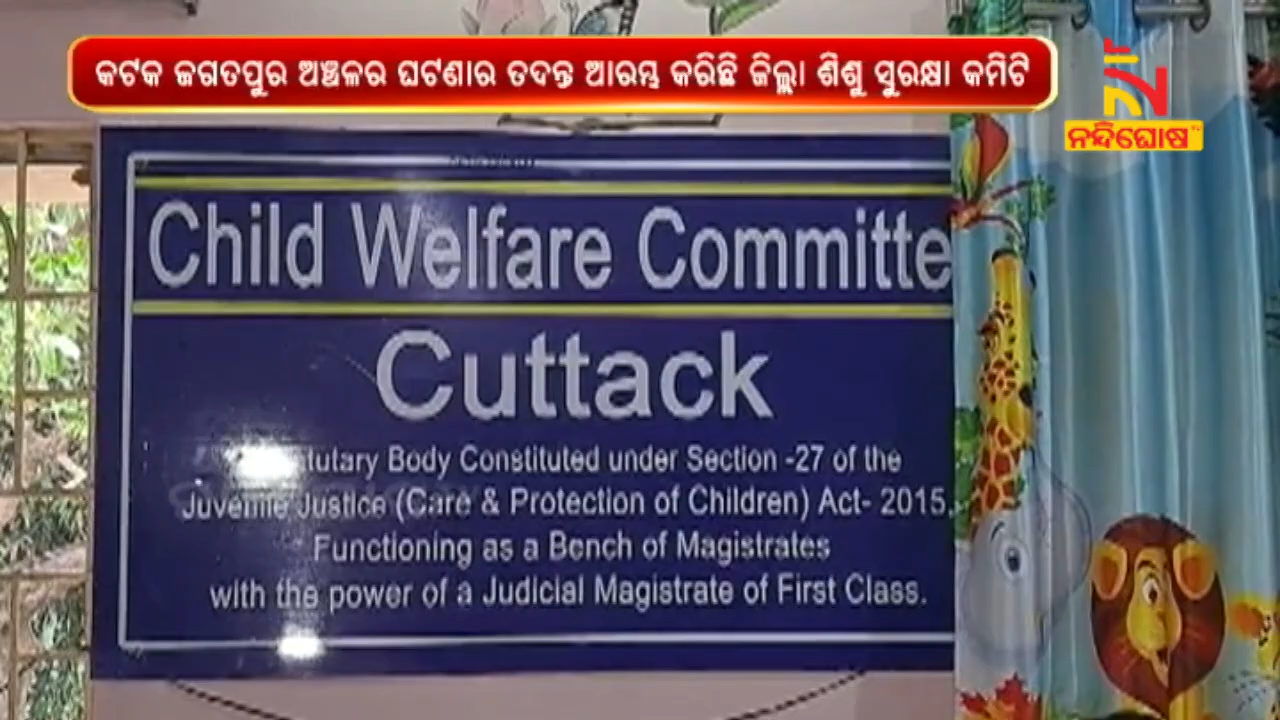 କଟକ ଜଗତପୁର ଅଞ୍ଚଳର ଘଟଣାର ତଦନ୍ତ ଆରମ୍ଭ କରିଛି ଜିଲ୍ଲା ଶିଶୁ ସୁରକ୍ଷା କମିଟି
ନନ୍ଦିଘୋଷ
Child Welfare Committe
Cuttack
tutary Body Constituted under Section -27 of the
Juvenile Justice (Care & Protection of Children) Act- 2015,
Functioning as a Bench of Magistrates
with the power of a Judicial Magistrate of First Class.